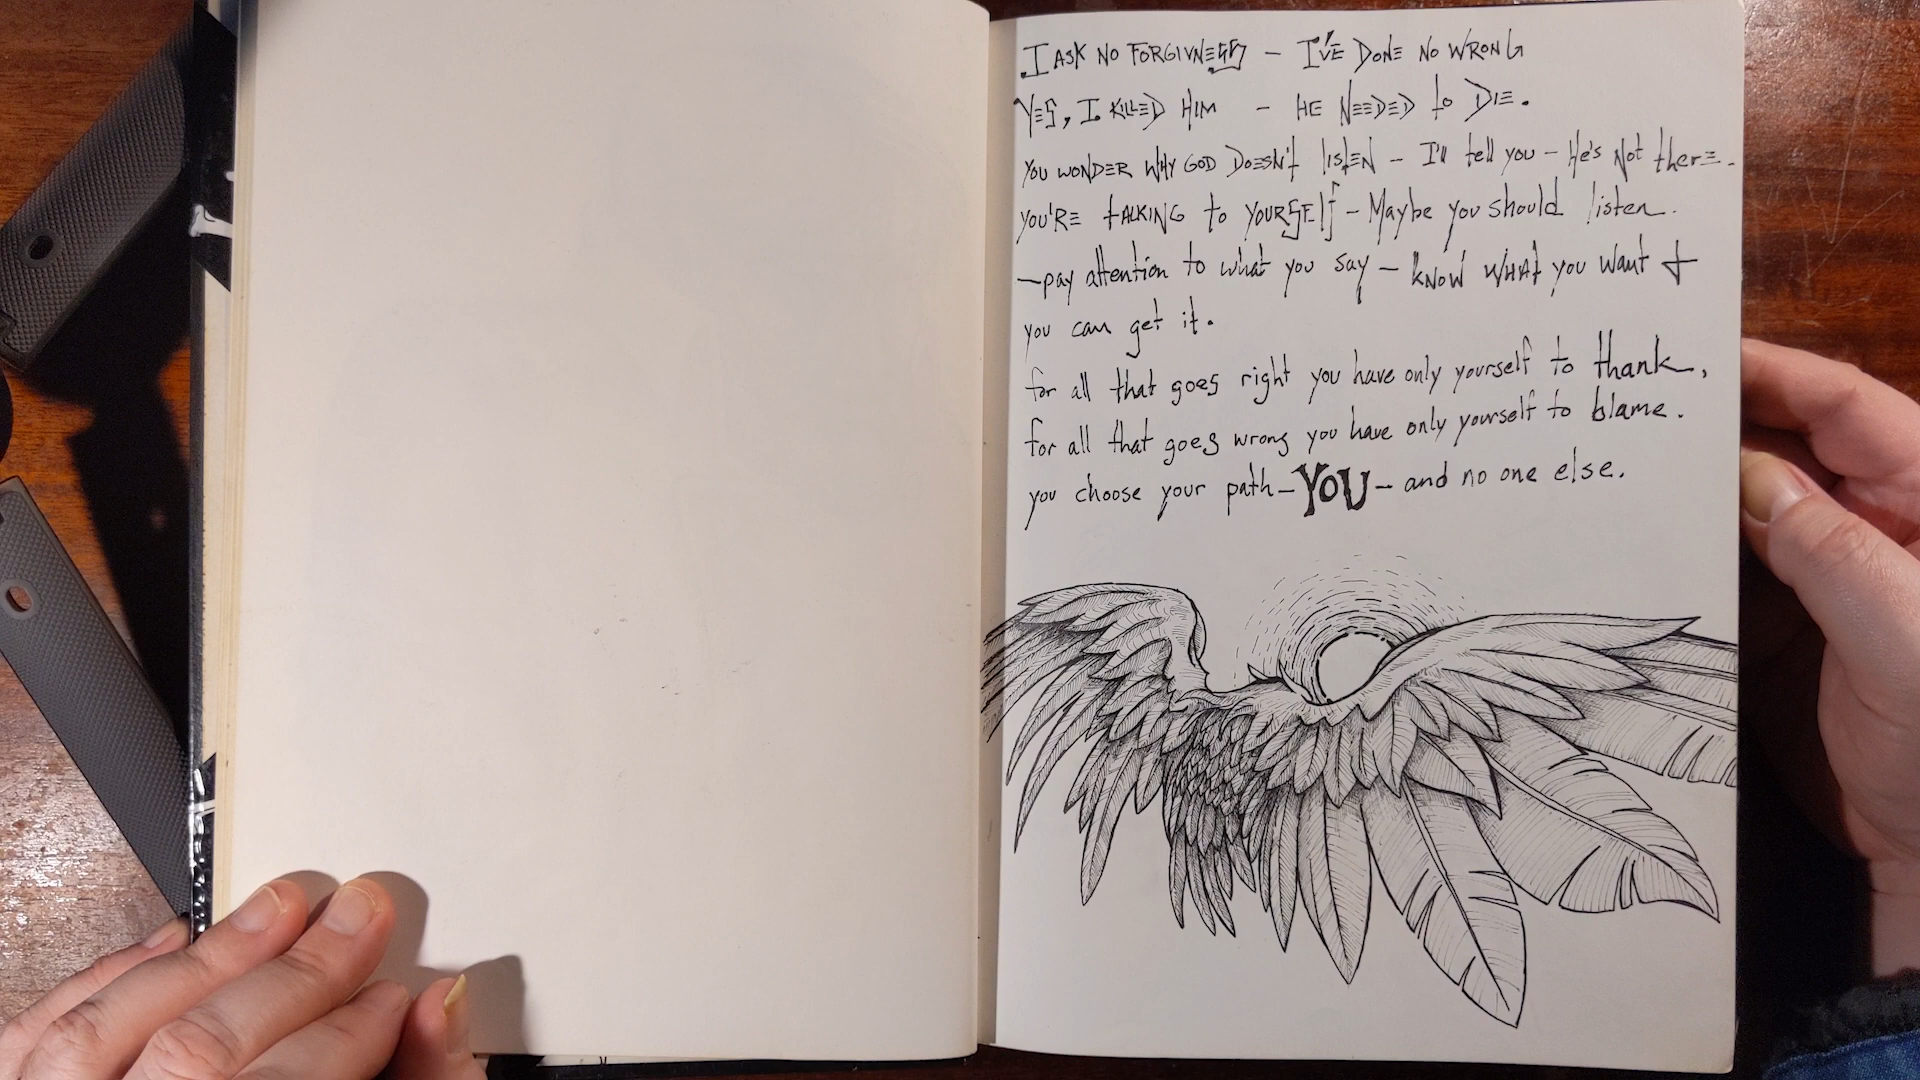 I ASK NO FORGIVNESS – I'VE DONE NO WRONG
YES, I KILLED HIM – HE NEEDED to DIE.
YOU WONDER WHY GOD DOESN't listEN – I'll tell you – He's Not therE.
YOU'RE tALKING to YOURSElf – Maybe you should listen.
– pay attention to what you say – kNOW WHAt you want &
you can get it.
for all that goes right you have only yourself to thank,
for all that goes wrong you have only yourself to blame.
you choose your path – YOU – and no one else.